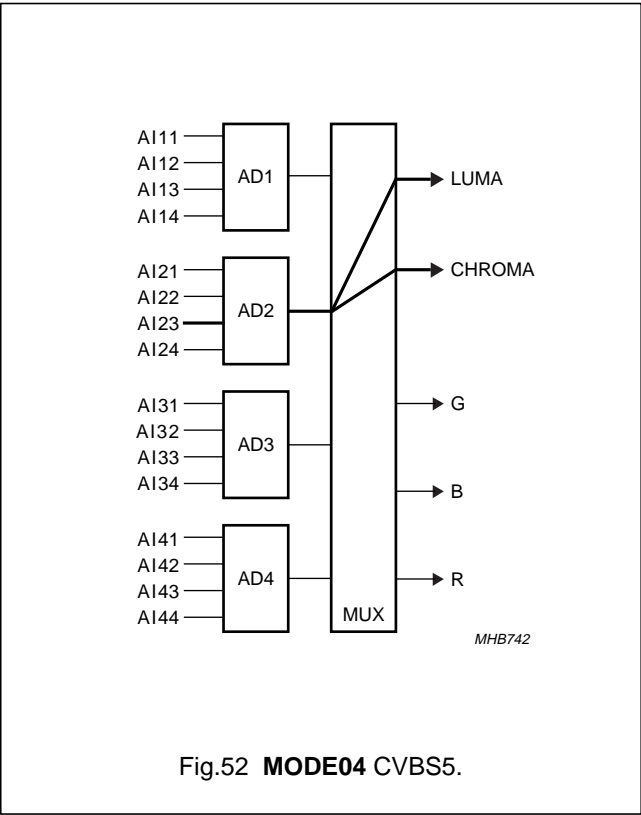 AI11
AI12
AI13
AI14
AD1
AI21
AI22
AI23
AI24
AD2
AI31
AI32
AI33
AI34
AD3
AI41
AI42
AI43
AI44
AD4
MUX
LUMA
CHROMA
G
B
R
MHB742
Fig.52 MODE04 CVBS5.